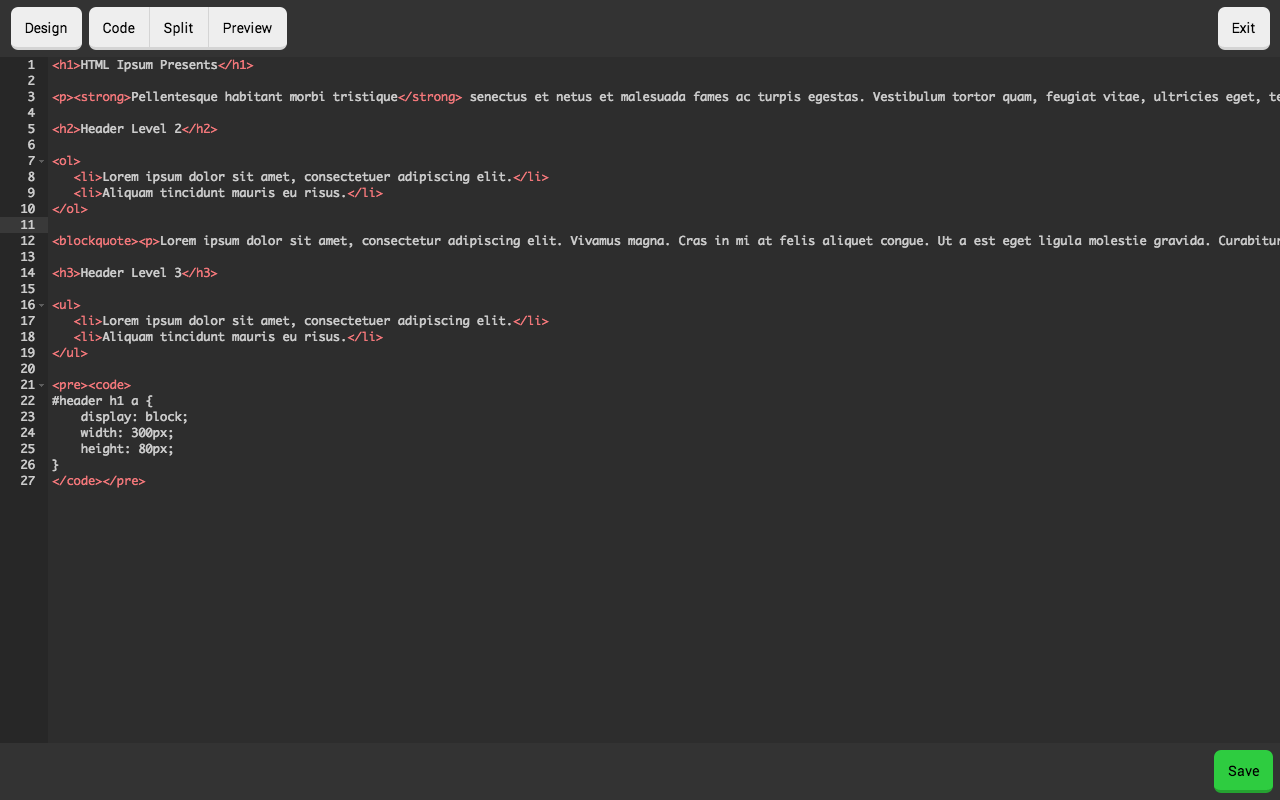 Design Code Split Preview Exit
1 <h1>HTML Ipsum Presents</h1>
2
3 <p><strong>Pellentesque habitant morbi tristique</strong> senectus et netus et malesuada fames ac turpis egestas. Vestibulum tortor quam, feugiat vitae, ultricies eget,
4
5 <h2>Header Level 2</h2>
6
7 <ol>
8 <li>Lorem ipsum dolor sit amet, consectetuer adipiscing elit.</li>
9 <li>Aliquam tincidunt mauris eu risus.</li>
10 </ol>
11
12 <blockquote><p>Lorem ipsum dolor sit amet, consectetur adipiscing elit. Vivamus magna. Cras in mi at felis aliquet congue. Ut a est eget ligula molestie gravida. Curabitur
13
14 <h3>Header Level 3</h3>
15
16 <ul>
17 <li>Lorem ipsum dolor sit amet, consectetuer adipiscing elit.</li>
18 <li>Aliquam tincidunt mauris eu risus.</li>
19 </ul>
20
21 <pre><code>
22 #header h1 a {
23 display: block;
24 width: 300px;
25 height: 80px;
26 }
27 </code></pre>
Save